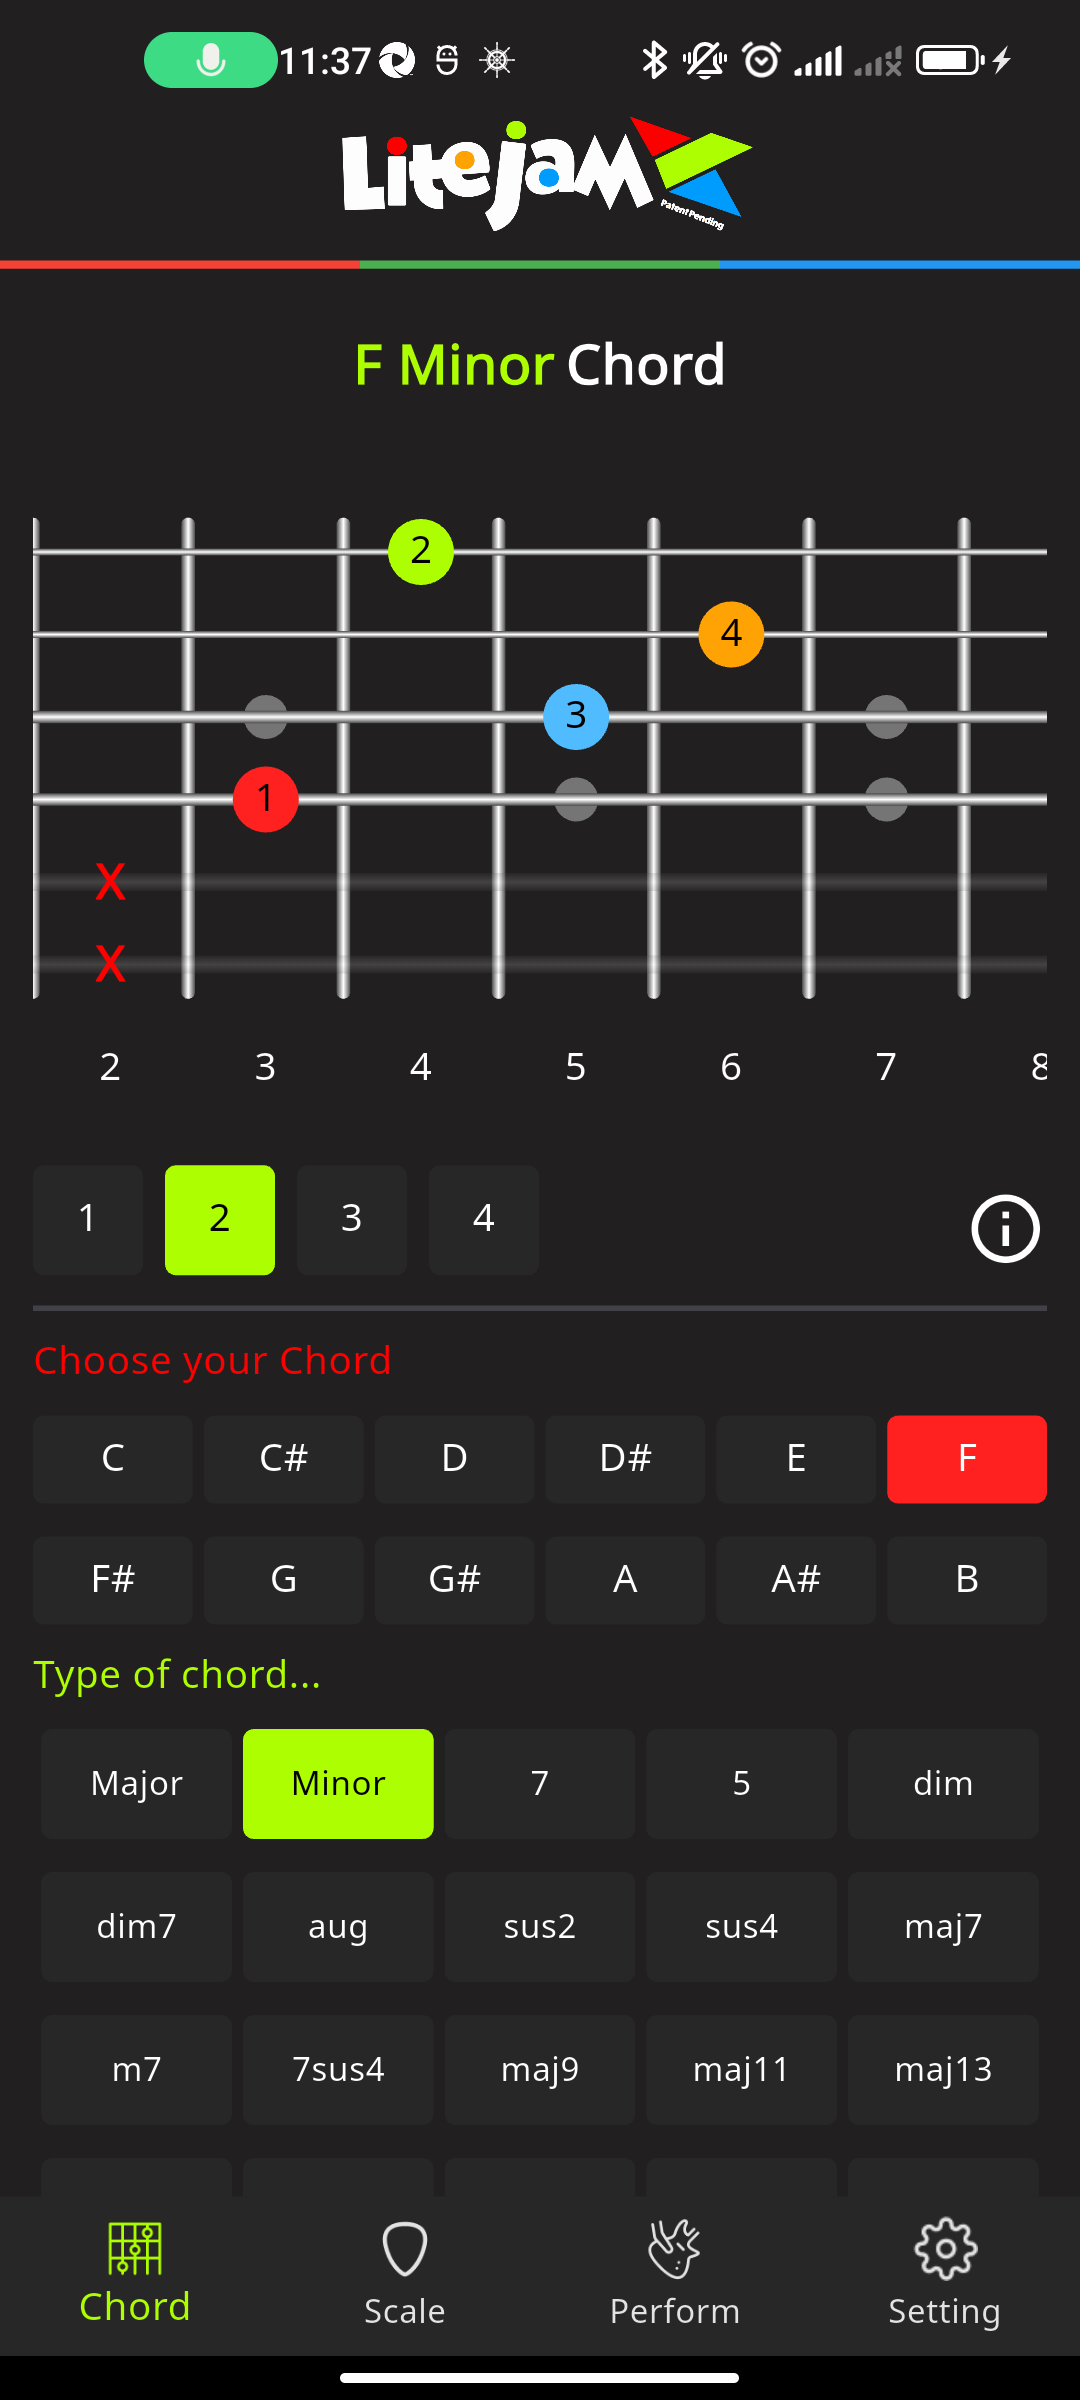 11:37
Litejam
Patent Pending
F Minor Chord
2
4
3
1
X
X
2 3 4 5 6 7 8
1 2 3 4
Choose your Chord
C C# D D# E F
F# G G# A A# B
Type of chord...
Major Minor 7 5 dim
dim7 aug sus2 sus4 maj7
m7 7sus4 maj9 maj11 maj13
Chord Scale Perform Setting